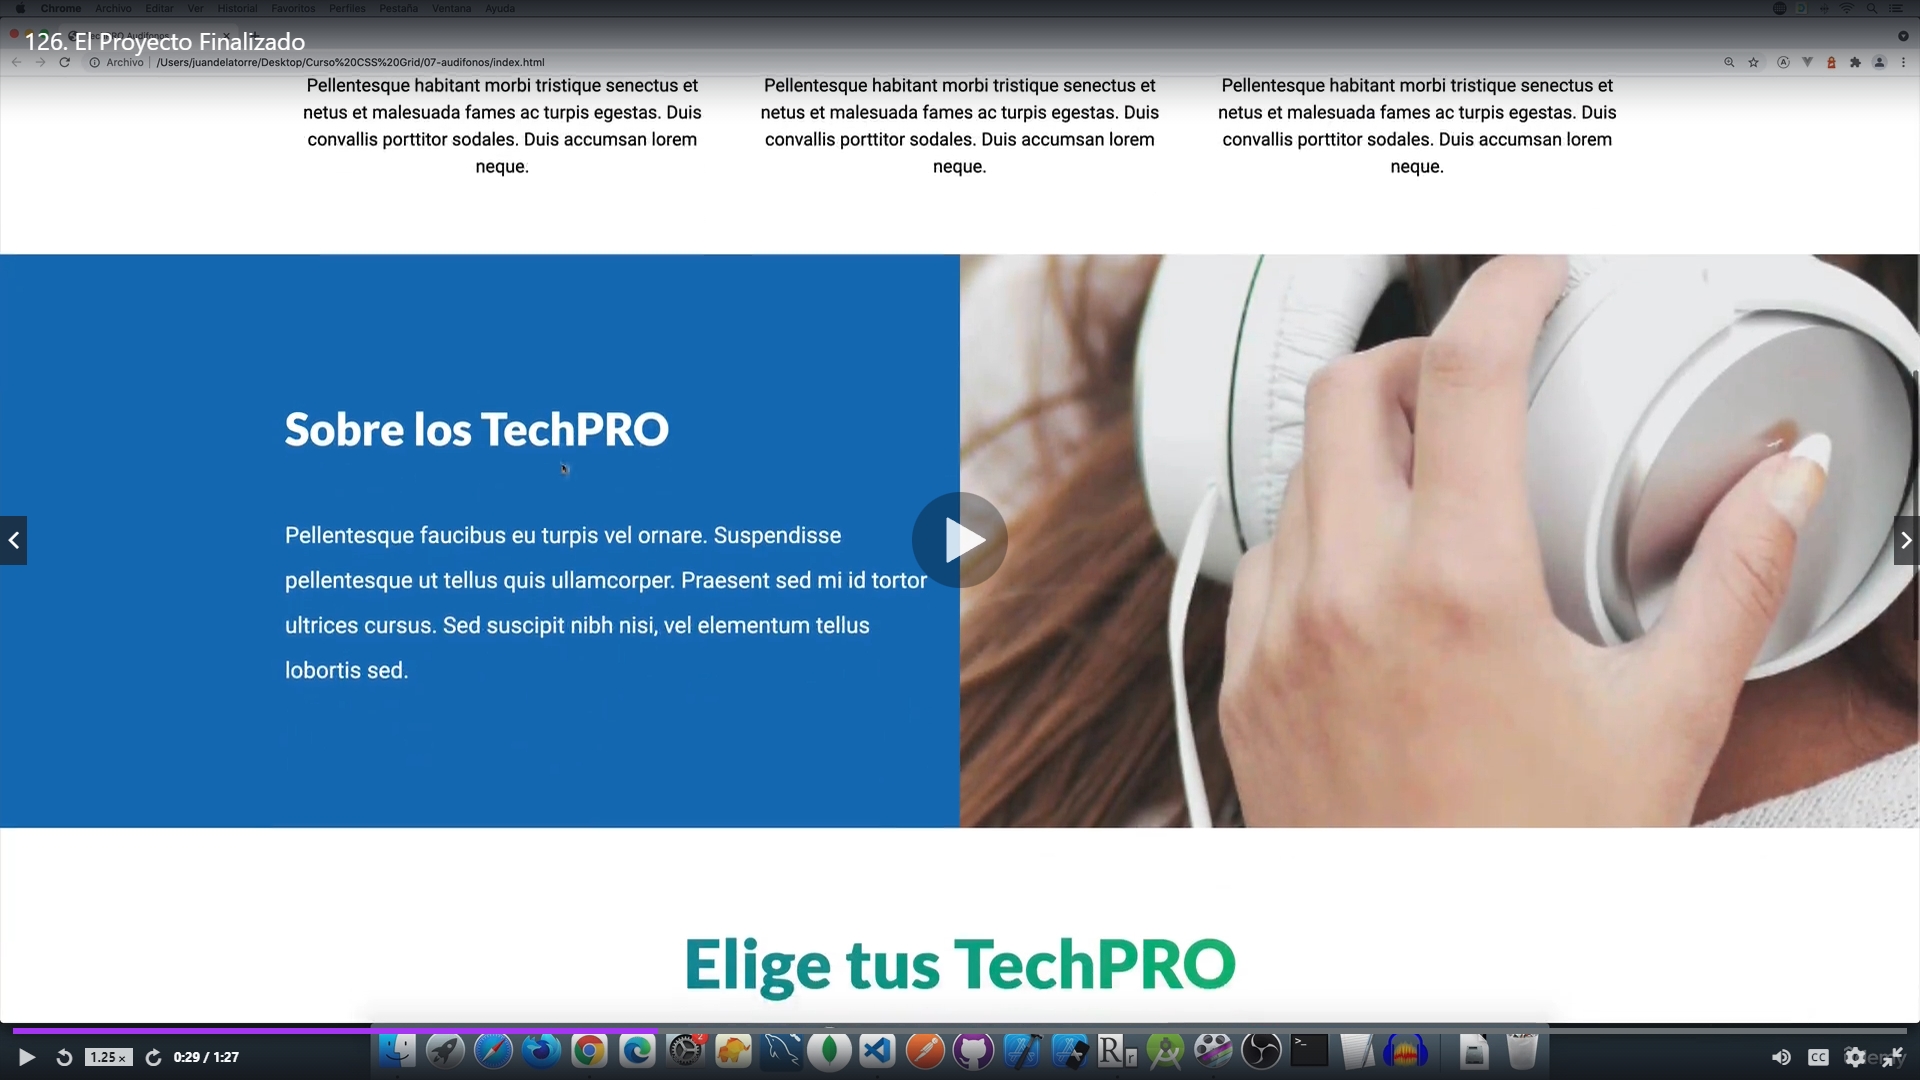 Chrome Archivo Editar Ver Historial Favoritos Perfiles Pestaña Ventana Ayuda
126. El Proyecto Finalizado
Archivo /Users/juandelatorre/Desktop/Curso%20CSS%20Grid/07-audifonos/index.html
Pellentesque habitant morbi tristique senectus et
netus et malesuada fames ac turpis egestas. Duis
convallis porttitor sodales. Duis accumsan lorem
neque.
Pellentesque habitant morbi tristique senectus et
netus et malesuada fames ac turpis egestas. Duis
convallis porttitor sodales. Duis accumsan lorem
neque.
Pellentesque habitant morbi tristique senectus et
netus et malesuada fames ac turpis egestas. Duis
convallis porttitor sodales. Duis accumsan lorem
neque.
Sobre los TechPRO
Pellentesque faucibus eu turpis vel ornare. Suspendisse
pellentesque ut tellus quis ullamcorper. Praesent sed mi id tortor
ultrices cursus. Sed suscipit nibh nisi, vel elementum tellus
lobortis sed.
Elige tus TechPRO
1.25 x
0:29 / 1:27
CC